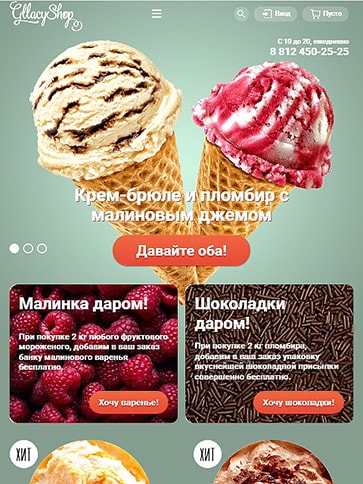 GllacyShop
Вход
Пусто
С 10 до 20, ежедневно
8 812 450-25-25
Крем-брюле и пломбир с
малиновым джемом
Давайте оба!
Малинка даром!
При покупке 2 кг любого фруктового
мороженого, добавим в ваш заказ
банку малинового варенья
бесплатно.
Хочу варенье!
Шоколадки
даром!
При покупке 2 кг пломбира,
добавим в ваш заказ упаковку
вкуснейшей шоколадной присыпки
совершенно бесплатно.
Хочу шоколадки!
ХИТ
ХИТ